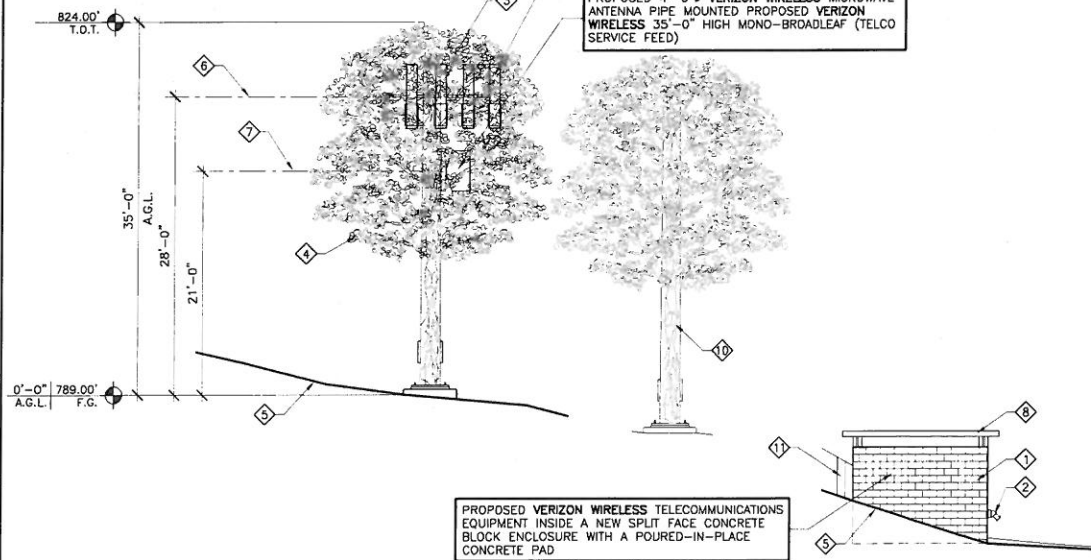 824.00'
T.O.T.
3
ANTENNA PIPE MOUNTED PROPOSED VERIZON
WIRELESS 35'-0" HIGH MONO-BROADLEAF (TELCO
SERVICE FEED)
6
7
35'-0"
A.G.L.
28'-0"
21'-0"
4
10
0'-0"
A.G.L.
789.00'
F.G.
5
8
11
1
2
PROPOSED VERIZON WIRELESS TELECOMMUNICATIONS
EQUIPMENT INSIDE A NEW SPLIT FACE CONCRETE
BLOCK ENCLOSURE WITH A POURED-IN-PLACE
CONCRETE PAD
5